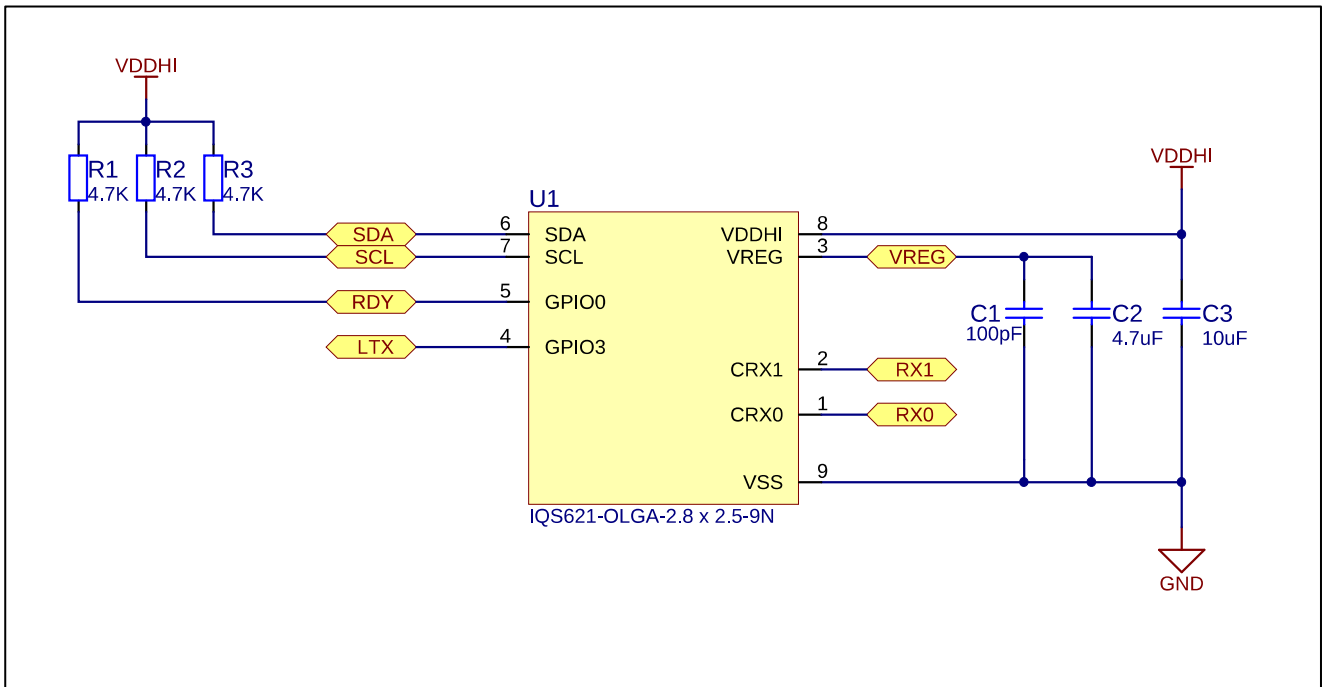 VDDHI
R1
4.7K
R2
4.7K
R3
4.7K
SDA
SCL
RDY
LTX
6
7
5
4
U1
SDA
SCL
GPIO0
GPIO3
VDDHI
VREG
CRX1
CRX0
VSS
IQS621-OLGA-2.8 x 2.5-9N
8
3
2
1
9
VREG
RX1
RX0
VDDHI
C1
100pF
C2
4.7uF
C3
10uF
GND